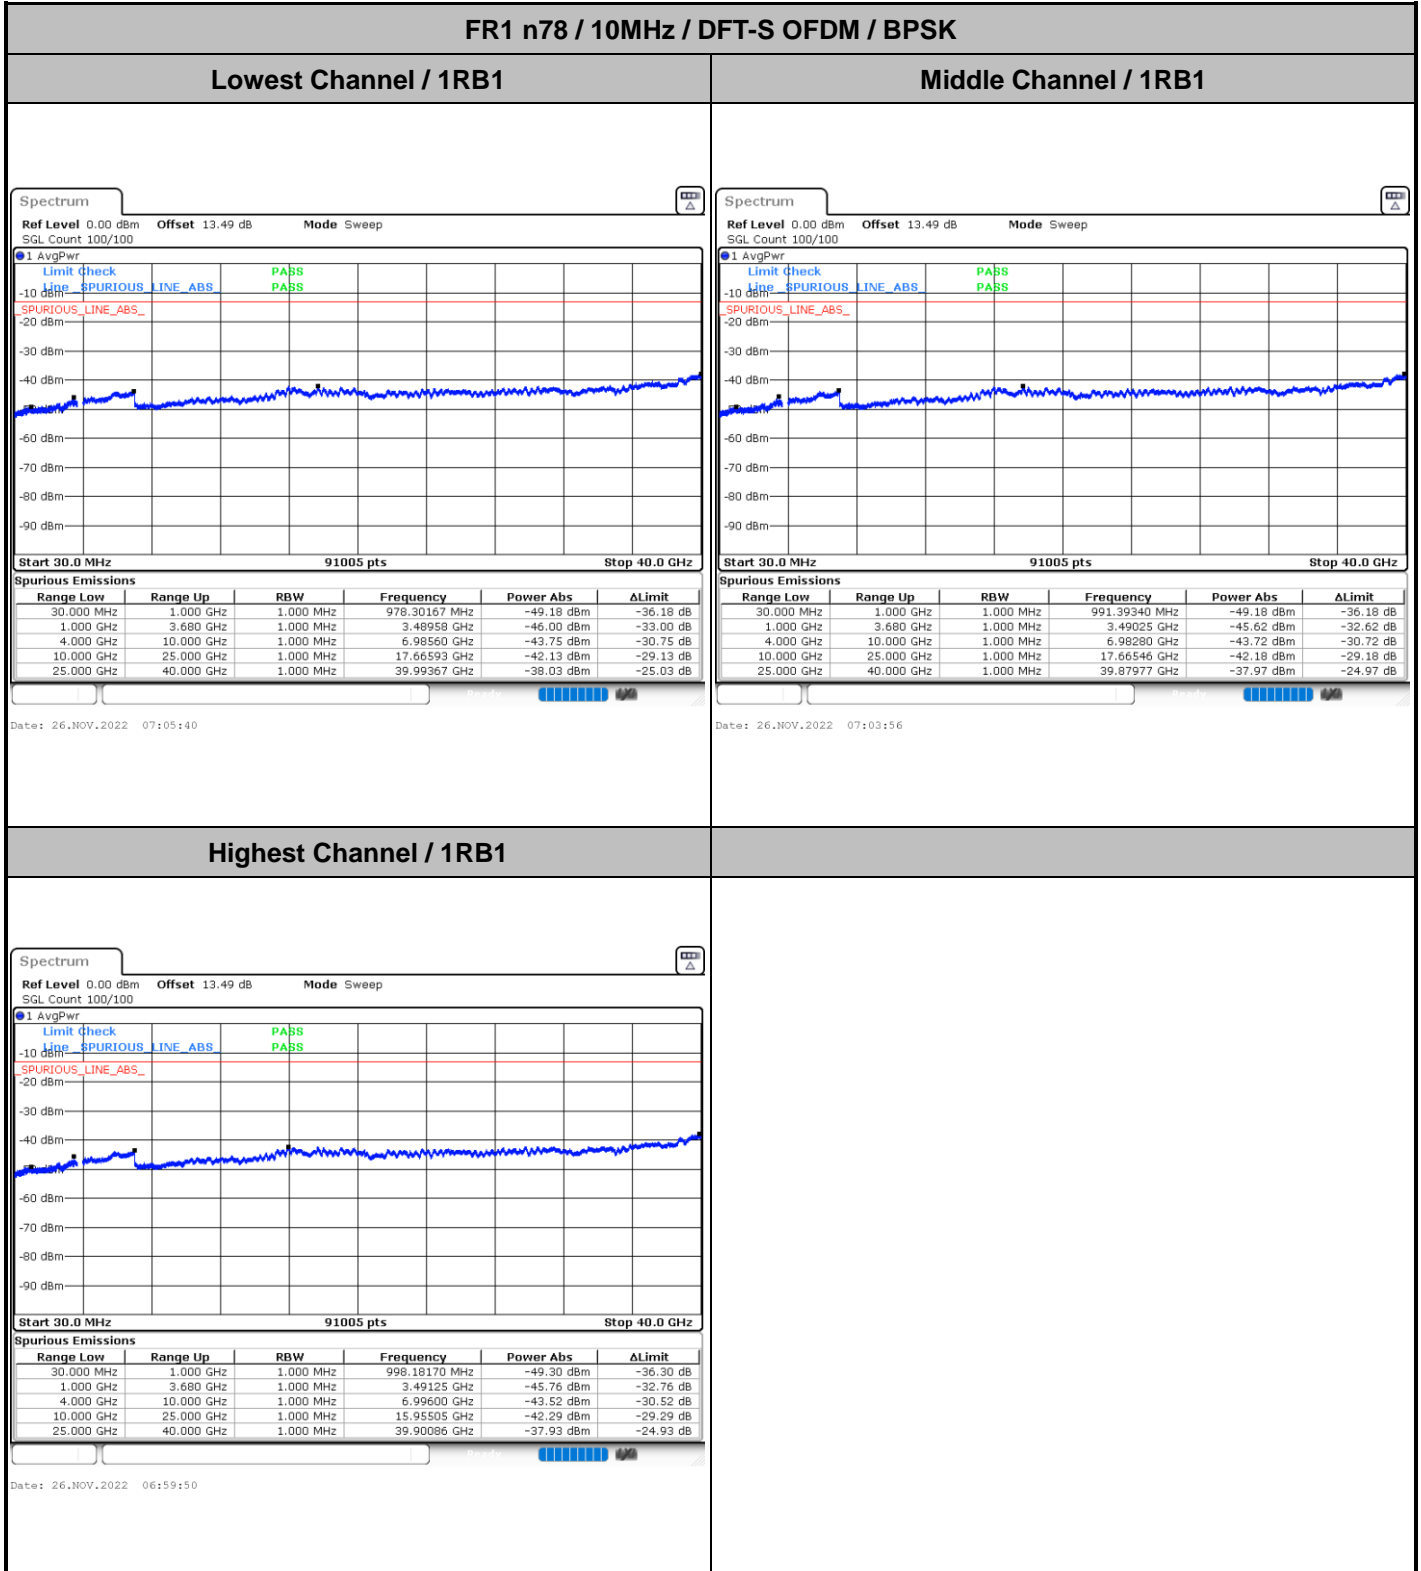 FR1 n78 / 10MHz / DFT-S OFDM / BPSK
Lowest Channel / 1RB1
Middle Channel / 1RB1
Spectrum
Ref Level 0.00 dBm Offset 13.49 dB Mode Sweep
SGL Count 100/100
1 AvgPwr
Limit Check PASS
Line _SPURIOUS_LINE_ABS_ PASS
-10 dBm
_SPURIOUS_LINE_ABS_
-20 dBm
-30 dBm
-40 dBm
-60 dBm
-70 dBm
-80 dBm
-90 dBm
Start 30.0 MHz 91005 pts Stop 40.0 GHz
Spurious Emissions
Range Low Range Up RBW Frequency Power Abs ΔLimit
30.000 MHz 1.000 GHz 1.000 MHz 978.30167 MHz -49.18 dBm -36.18 dB
1.000 GHz 3.680 GHz 1.000 MHz 3.48958 GHz -46.00 dBm -33.00 dB
4.000 GHz 10.000 GHz 1.000 MHz 6.98560 GHz -43.75 dBm -30.75 dB
10.000 GHz 25.000 GHz 1.000 MHz 17.66593 GHz -42.13 dBm -29.13 dB
25.000 GHz 40.000 GHz 1.000 MHz 39.99367 GHz -38.03 dBm -25.03 dB
Ready
Date: 26.NOV.2022 07:05:40
Spectrum
Ref Level 0.00 dBm Offset 13.49 dB Mode Sweep
SGL Count 100/100
1 AvgPwr
Limit Check PASS
Line _SPURIOUS_LINE_ABS_ PASS
-10 dBm
_SPURIOUS_LINE_ABS_
-20 dBm
-30 dBm
-40 dBm
-60 dBm
-70 dBm
-80 dBm
-90 dBm
Start 30.0 MHz 91005 pts Stop 40.0 GHz
Spurious Emissions
Range Low Range Up RBW Frequency Power Abs ΔLimit
30.000 MHz 1.000 GHz 1.000 MHz 991.39340 MHz -49.18 dBm -36.18 dB
1.000 GHz 3.680 GHz 1.000 MHz 3.49025 GHz -45.62 dBm -32.62 dB
4.000 GHz 10.000 GHz 1.000 MHz 6.98280 GHz -43.72 dBm -30.72 dB
10.000 GHz 25.000 GHz 1.000 MHz 17.66546 GHz -42.18 dBm -29.18 dB
25.000 GHz 40.000 GHz 1.000 MHz 39.87977 GHz -37.97 dBm -24.97 dB
Ready
Date: 26.NOV.2022 07:03:56
Highest Channel / 1RB1
Spectrum
Ref Level 0.00 dBm Offset 13.49 dB Mode Sweep
SGL Count 100/100
1 AvgPwr
Limit Check PASS
Line _SPURIOUS_LINE_ABS_ PASS
-10 dBm
_SPURIOUS_LINE_ABS_
-20 dBm
-30 dBm
-40 dBm
-60 dBm
-70 dBm
-80 dBm
-90 dBm
Start 30.0 MHz 91005 pts Stop 40.0 GHz
Spurious Emissions
Range Low Range Up RBW Frequency Power Abs ΔLimit
30.000 MHz 1.000 GHz 1.000 MHz 998.18170 MHz -49.30 dBm -36.30 dB
1.000 GHz 3.680 GHz 1.000 MHz 3.49125 GHz -45.76 dBm -32.76 dB
4.000 GHz 10.000 GHz 1.000 MHz 6.99600 GHz -43.52 dBm -30.52 dB
10.000 GHz 25.000 GHz 1.000 MHz 15.95505 GHz -42.29 dBm -29.29 dB
25.000 GHz 40.000 GHz 1.000 MHz 39.90086 GHz -37.93 dBm -24.93 dB
Ready
Date: 26.NOV.2022 06:59:50